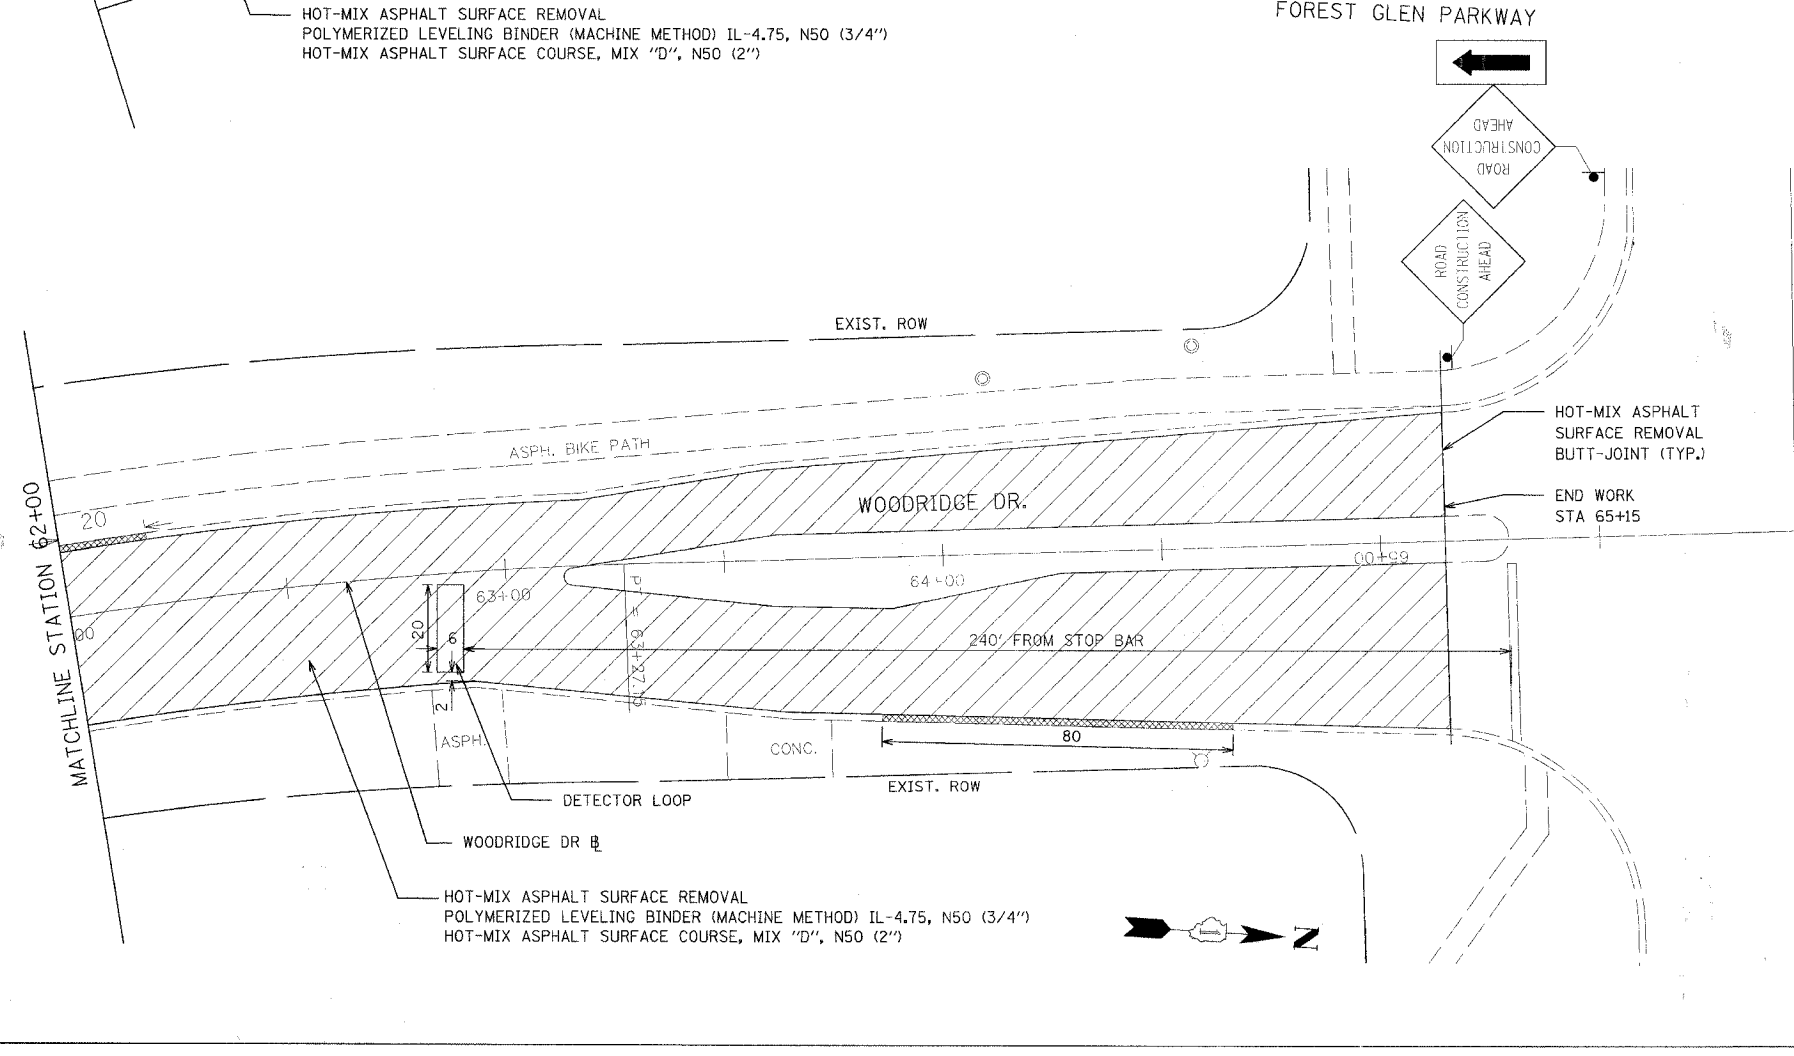 HOT-MIX ASPHALT SURFACE REMOVAL
POLYMERIZED LEVELING BINDER (MACHINE METHOD) IL-4.75, N50 (3/4")
HOT-MIX ASPHALT SURFACE COURSE, MIX "D", N50 (2")
FOREST GLEN PARKWAY
ROAD
CONSTRUCTION
AHEAD
ROAD
CONSTRUCTION
AHEAD
EXIST. ROW
ASPH. BIKE PATH
HOT-MIX ASPHALT
SURFACE REMOVAL
BUTT-JOINT (TYP.)
WOODRIDGE DR.
END WORK
STA 65+15
MATCHLINE STATION 62+00
20
65+00
64+00
63+00
00
20
6
2
240' FROM STOP BAR
80
ASPH.
CONC.
EXIST. ROW
DETECTOR LOOP
WOODRIDGE DR BL
HOT-MIX ASPHALT SURFACE REMOVAL
POLYMERIZED LEVELING BINDER (MACHINE METHOD) IL-4.75, N50 (3/4")
HOT-MIX ASPHALT SURFACE COURSE, MIX "D", N50 (2")
N